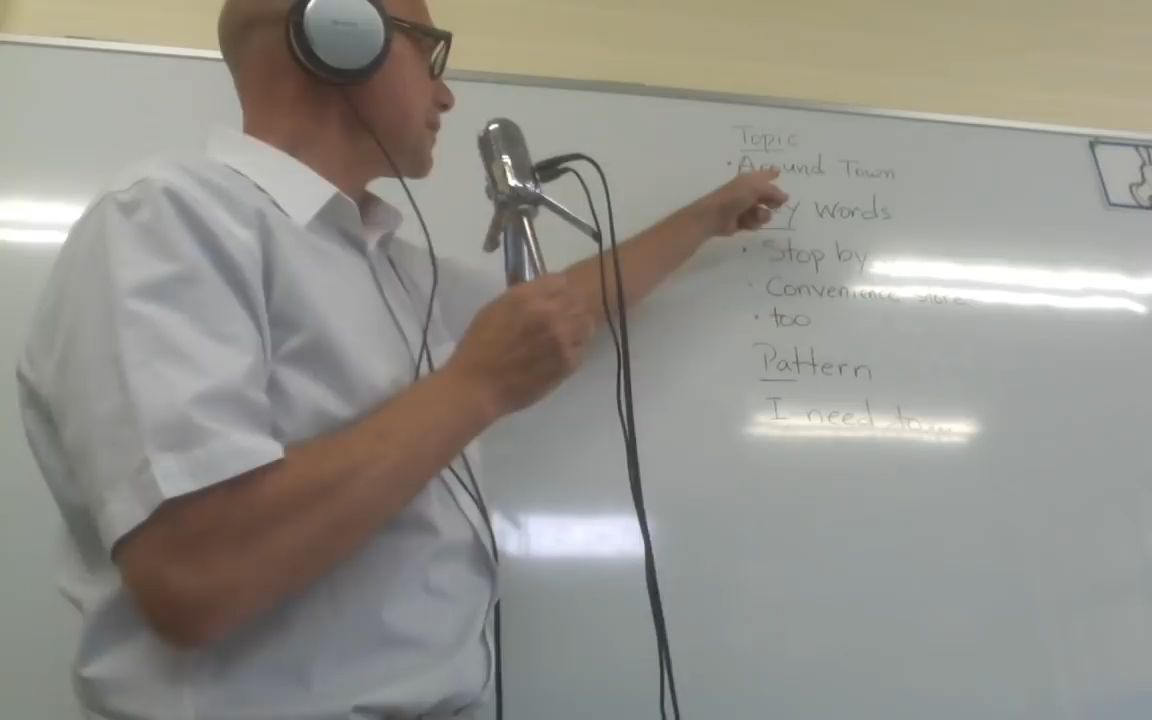 Topic
· Around Town
Words
· Stop by
· Convenience store
· too
Pattern
I need to...